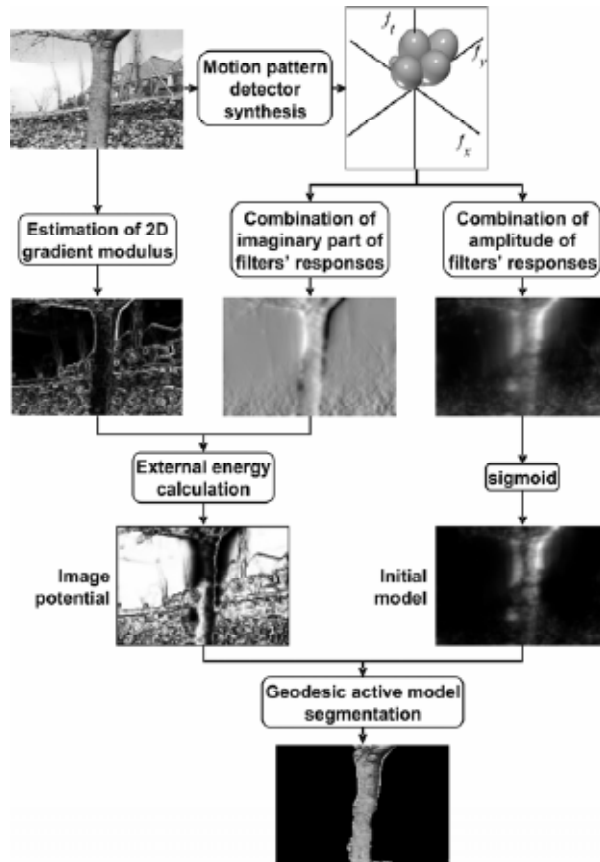 Motion pattern
detector
synthesis
f_t
f_y
f_x
Estimation of 2D
gradient modulus
Combination of
imaginary part of
filters' responses
Combination of
amplitude of
filters' responses
External energy
calculation
sigmoid
Image
potential
Initial
model
Geodesic active model
segmentation